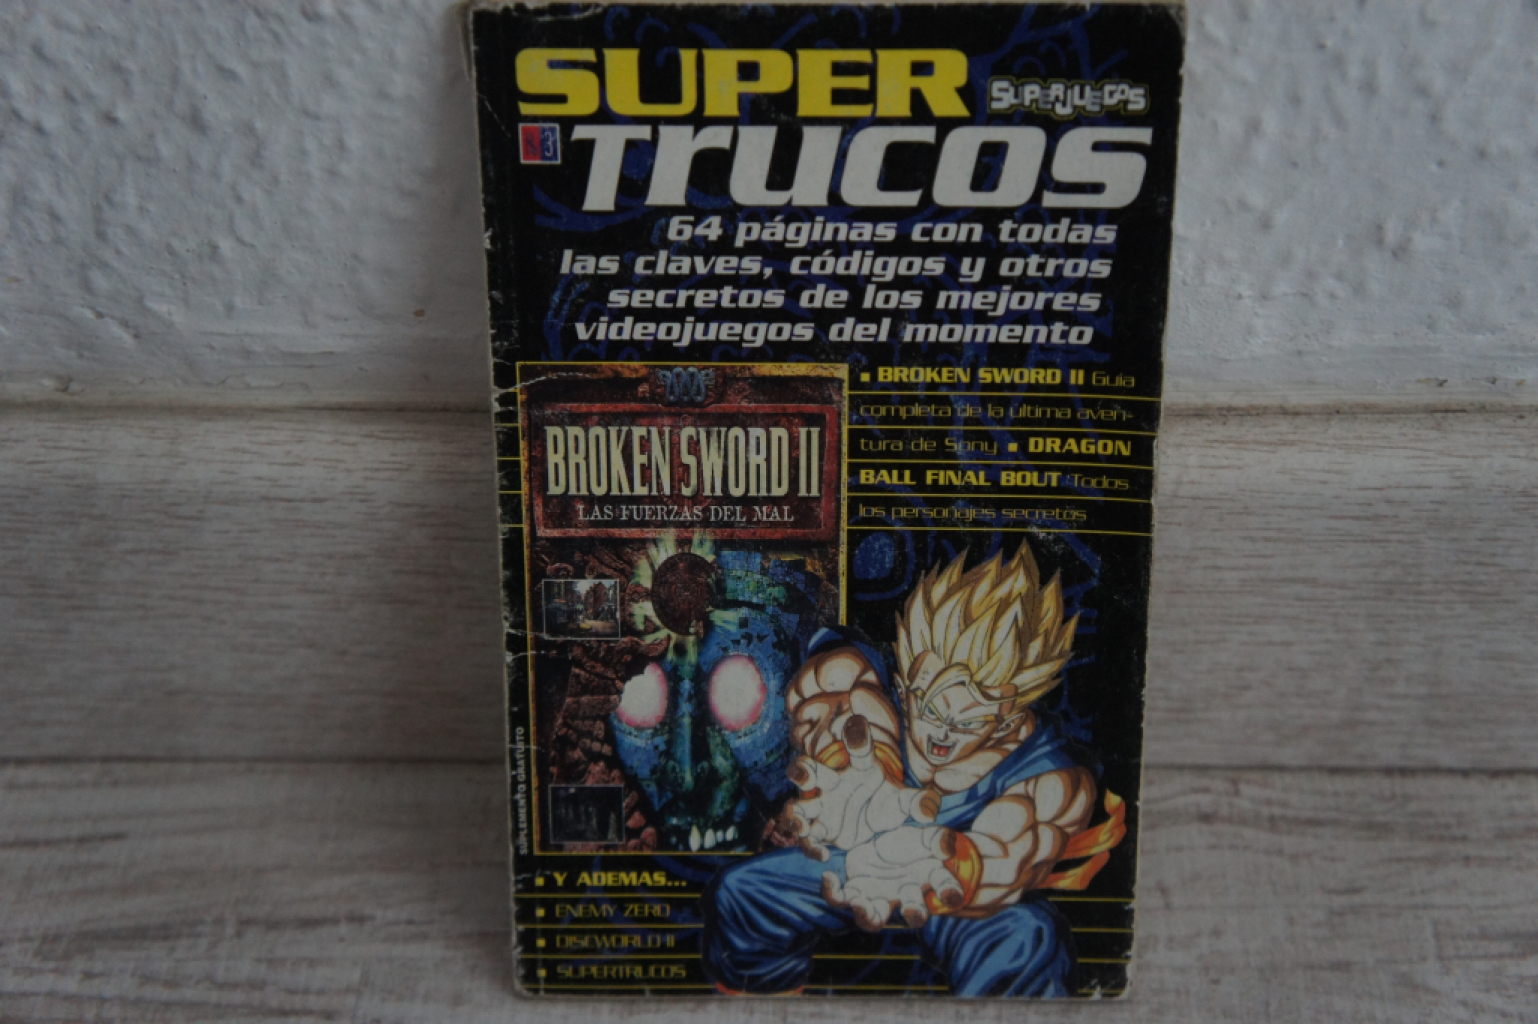 SUPER
SUPERJUEGOS
TRUCOS
64 páginas con todas
las claves, códigos y otros
secretos de los mejores
videojuegos del momento
▪ BROKEN SWORD II Guía
completa de la última aven-
tura de Sony ▪ DRAGON
BALL FINAL BOUT Todos
los personajes secretos
BROKEN SWORD II
LAS FUERZAS DEL MAL
SUPLEMENTO GRATUITO
▪ Y ADEMAS...
▪ ENEMY ZERO
▪ DISCWORLD II
▪ SUPERTRUCOS